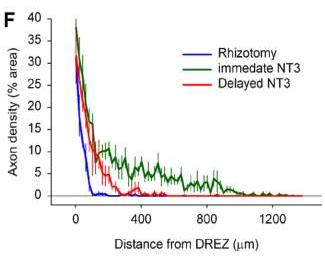 F
40
35
30
25
20
15
10
5
0
Axon density (% area)
Rhizotomy
immedate NT3
Delayed NT3
0 400 800 1200
Distance from DREZ (µm)